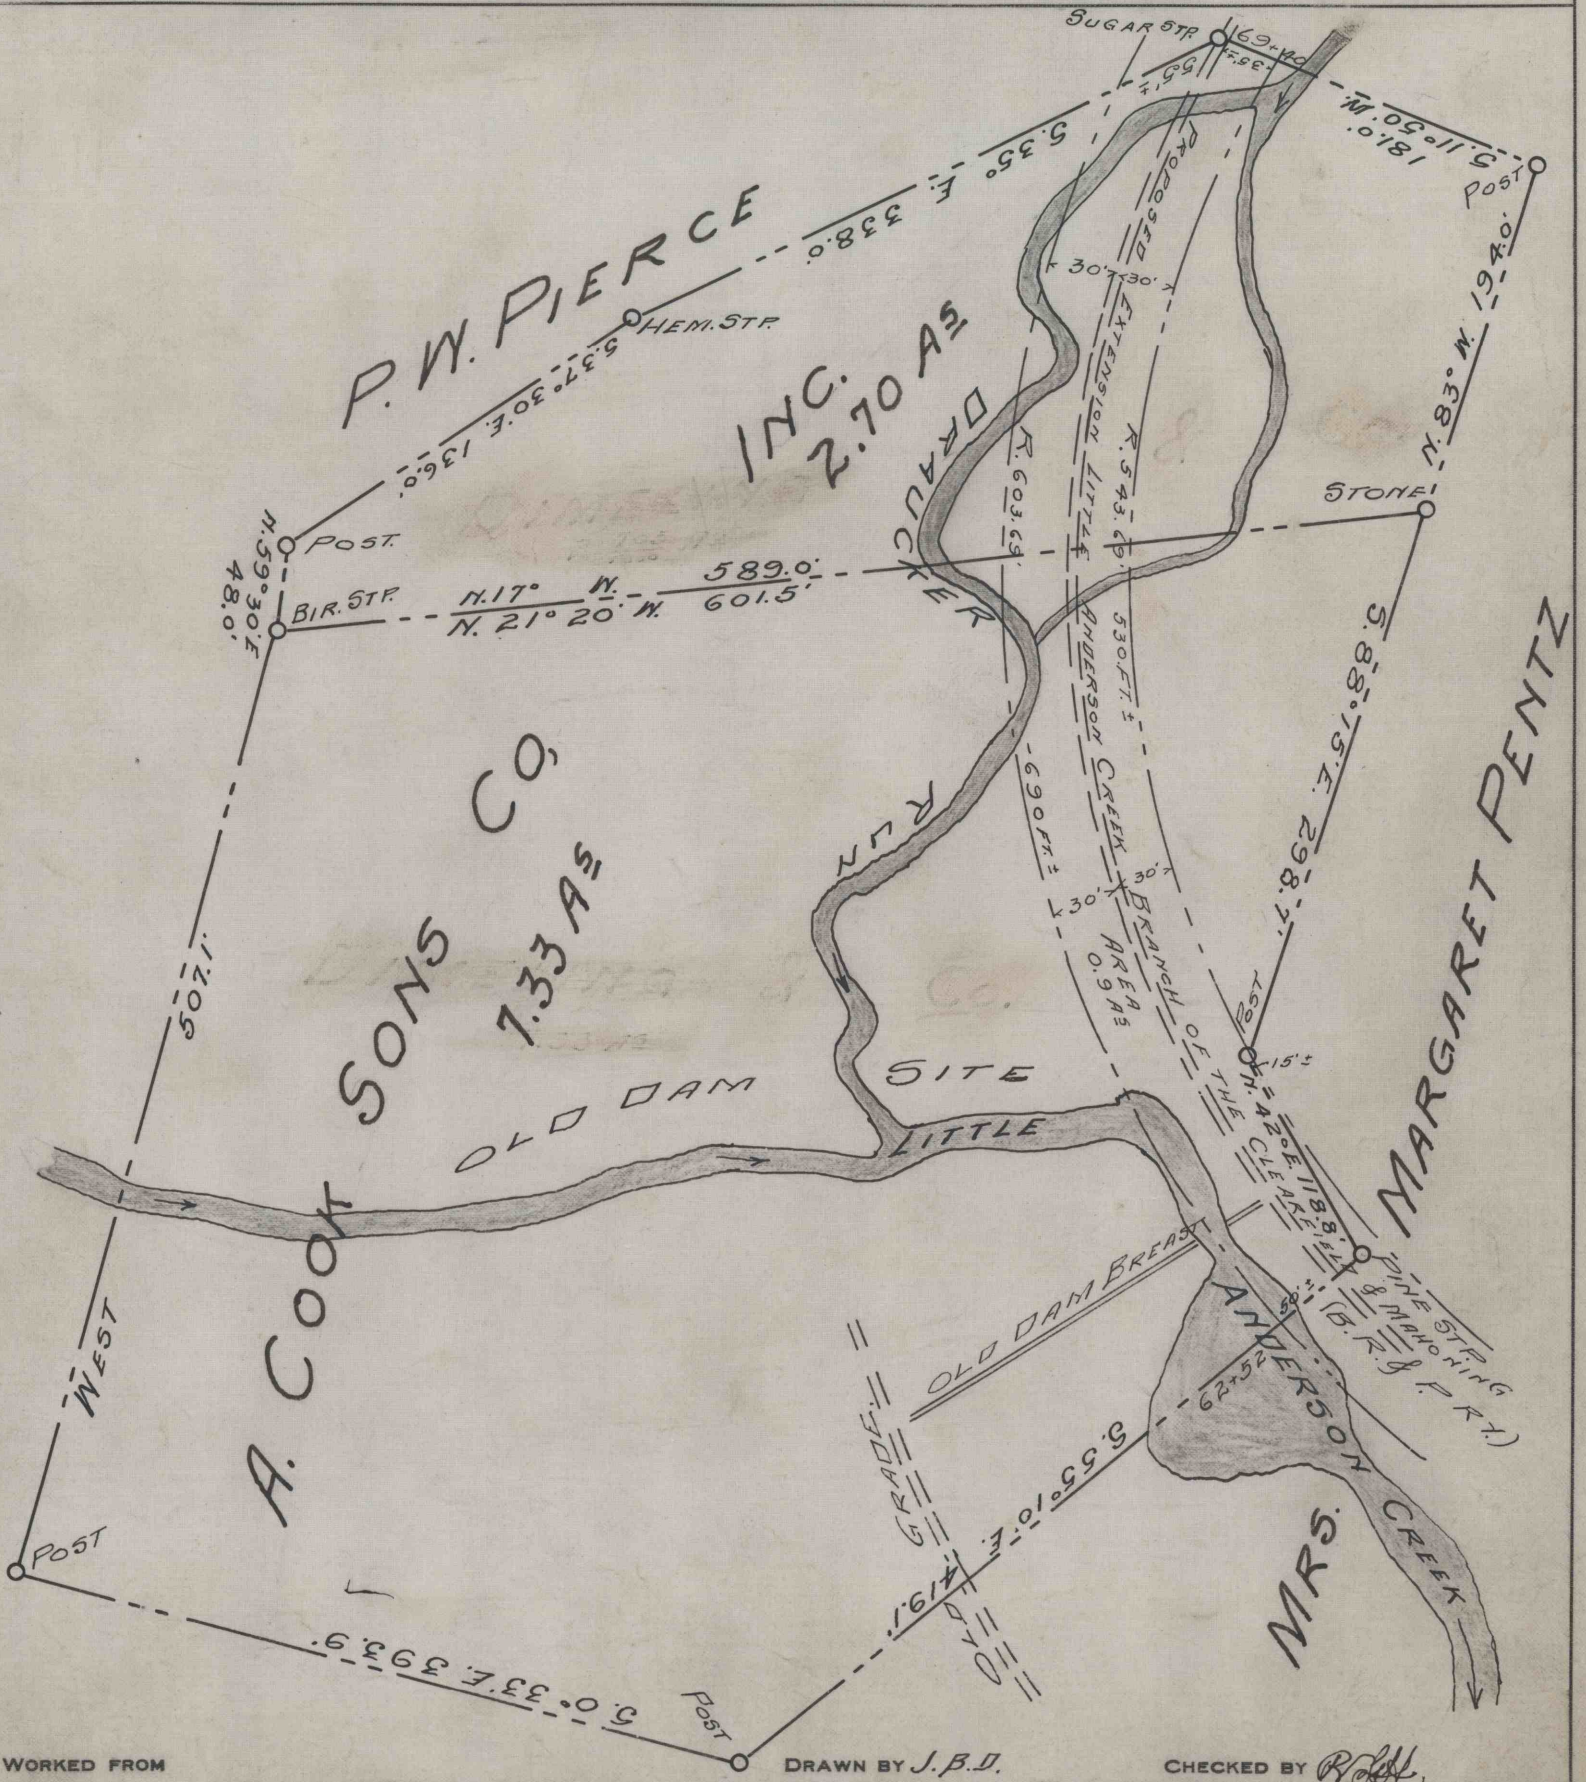 SUGAR STP.
69+40
35'±
55'±
S.11°50'W.
181.0'
POST
S.35° E.
338.0'
PROPOSED EXTENSION LITTLE ANDERSON CREEK BRANCH OF THE CLEARFIELD & MAHONING
(B.R.& P. RY.)
P. W. PIERCE
30' 30'
N. 83° W. 194.0'
HEM. STP.
S.37°30'E. 136.0'
INC.
2.70 AS
DRAUCKER RUN
R. 603.69'
R. 543.69'
STONE
POST.
N.59°30'E
48.0'
BIR. STP.
N.17° W. 589.0'
N. 21° 20' W. 601.5'
530.FT.±
S.88°15'E. 298.7'
MRS. MARGARET PENTZ
690 FT.±
30' 30'
AREA
0.9 AS
A. COOK SONS CO,
7.33 AS
507.1'
WEST
POST
15'±
N. 42°E. 118.8'
OLD DAM SITE
LITTLE ANDERSON CREEK
PINE STP.
OLD DAM BREAST
50'±
62+52
OLD GRADE
S.55°10'E.
419.1'
POST
S.0°33'E. 393.9'
POST
WORKED FROM
DRAWN BY J.B.D.
CHECKED BY